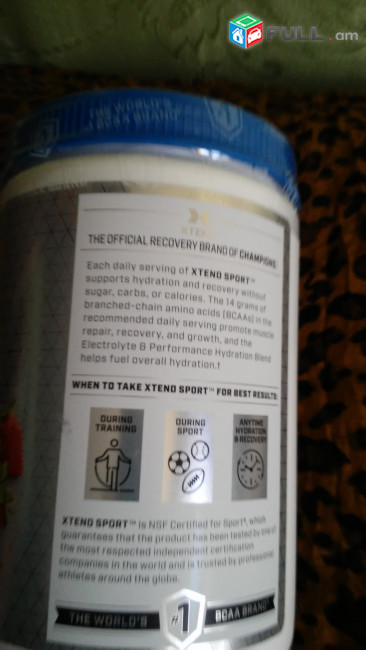 FULL.am
THE WORLD'S
BCAA BRAND
XTEND
THE OFFICIAL RECOVERY BRAND OF CHAMPIONS
Each daily serving of XTEND SPORT™
supports hydration and recovery without
sugar, carbs, or calories. The 14 grams of
branched-chain amino acids (BCAAs) in the
recommended daily serving promote muscle
repair, recovery, and growth, and the
Electrolyte & Performance Hydration Blend
helps fuel overall hydration.†
WHEN TO TAKE XTEND SPORT™ FOR BEST RESULTS:
DURING
TRAINING
DURING
SPORT
ANYTIME
HYDRATION
& RECOVERY
XTEND SPORT™ is NSF Certified for Sport®, which
guarantees that the product has been tested by one of
the most respected independent certification
companies in the world and is trusted by professional
athletes around the globe.
THE WORLD'S #1 BCAA BRAND